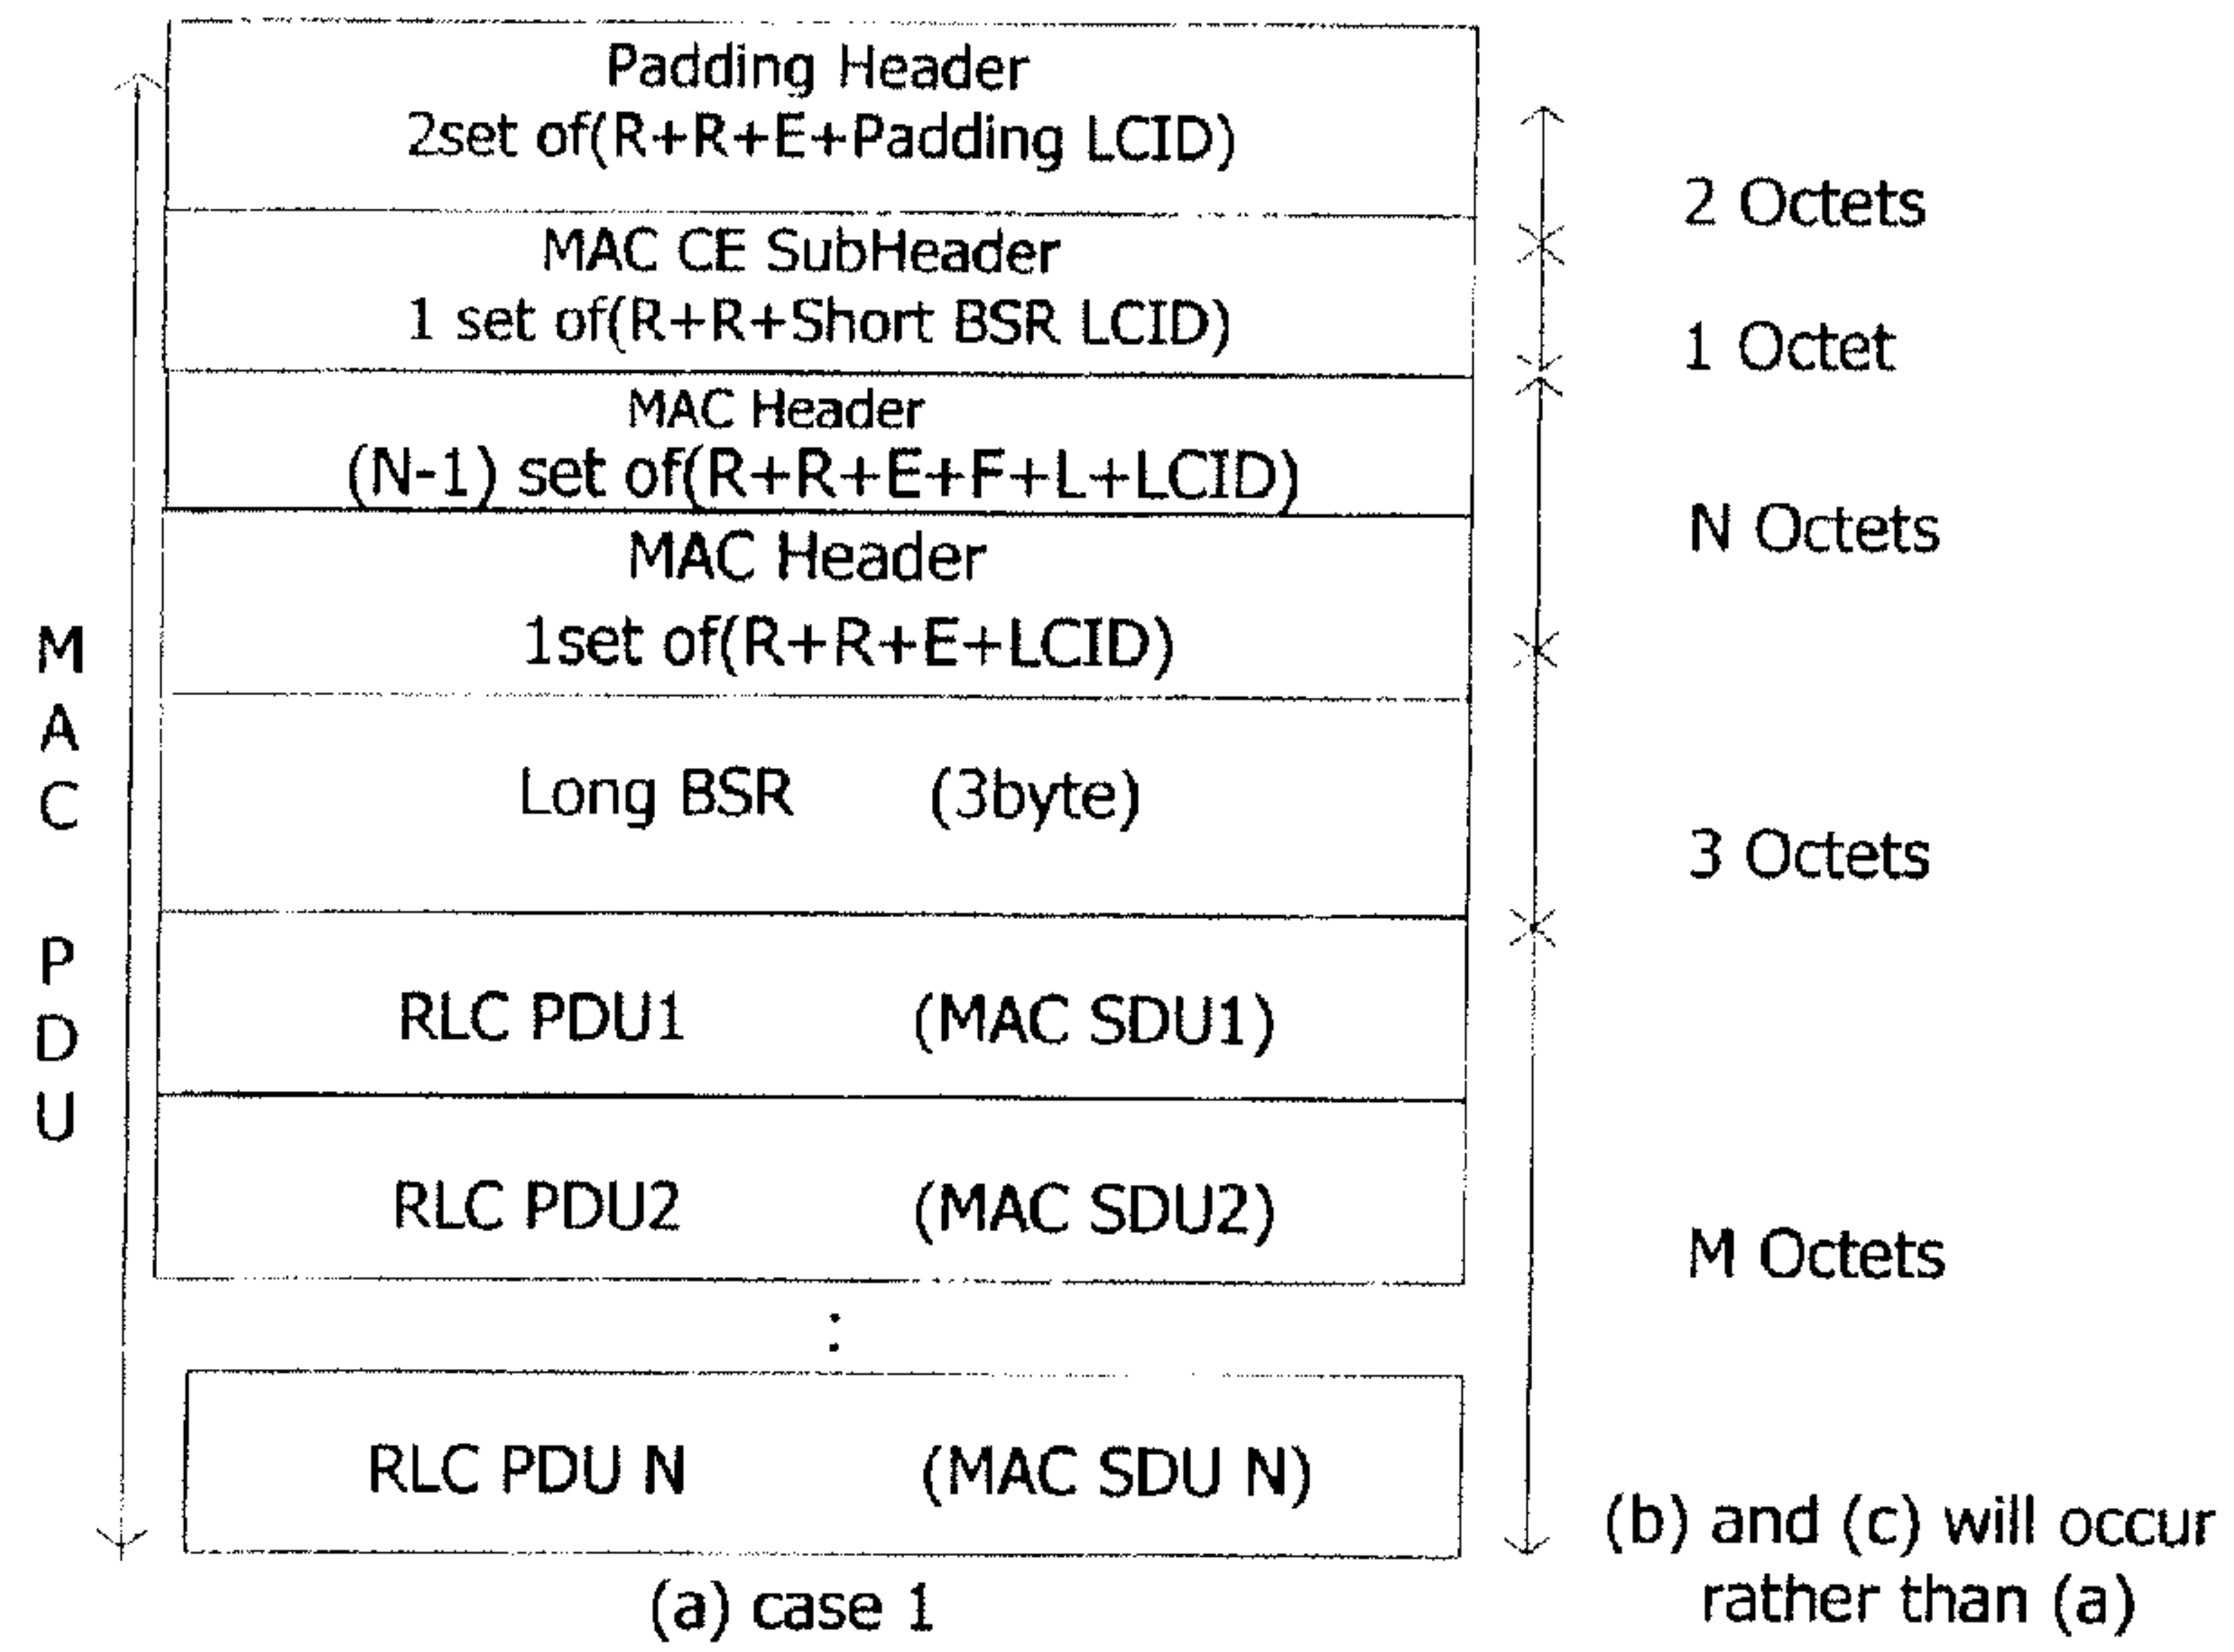 Padding Header
2set of(R+R+E+Padding LCID)
2 Octets
MAC CE SubHeader
1 set of(R+R+Short BSR LCID)
1 Octet
MAC Header
(N-1) set of(R+R+E+F+L+LCID)
N Octets
MAC Header
1set of(R+R+E+LCID)
MAC PDU
Long BSR (3byte)
3 Octets
RLC PDU1 (MAC SDU1)
RLC PDU2 (MAC SDU2)
M Octets
:
RLC PDU N (MAC SDU N)
(b) and (c) will occur
rather than (a)
(a) case 1